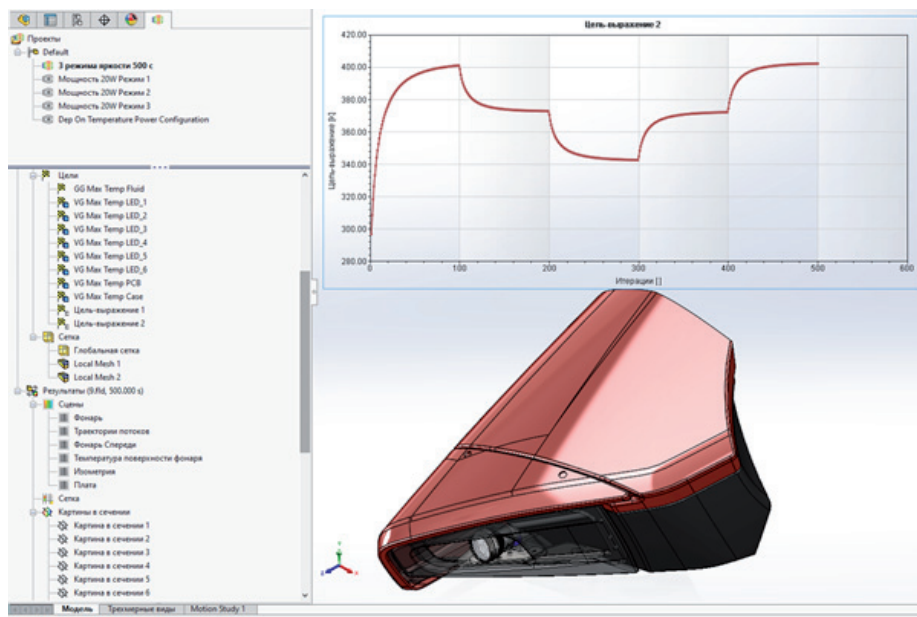 Проекты
Default
3 режима яркости 500 с
Мощность 20W Режим 1
Мощность 20W Режим 2
Мощность 20W Режим 3
Dep On Temperature Power Configuration
Цели
GG Max Temp Fluid
VG Max Temp LED_1
VG Max Temp LED_2
VG Max Temp LED_3
VG Max Temp LED_4
VG Max Temp LED_5
VG Max Temp LED_6
VG Max Temp PCB
VG Max Temp Case
Цель-выражение 1
Цель-выражение 2
Сетка
Глобальная сетка
Local Mesh 1
Local Mesh 2
Результаты (9.fld, 500.000 s)
Сцены
Фонарь
Траектории потоков
Фонарь Спереди
Температура поверхности фонаря
Изометрия
Плата
Сетка
Картины в сечении
Картина в сечении 1
Картина в сечении 2
Картина в сечении 3
Картина в сечении 4
Картина в сечении 5
Картина в сечении 6
Модель Трехмерные виды Motion Study 1
Цель-выражение 2
Цель-выражение [K]
420.00
400.00
380.00
360.00
340.00
320.00
300.00
280.00
0 100 200 300 400 500 600
Итерации []